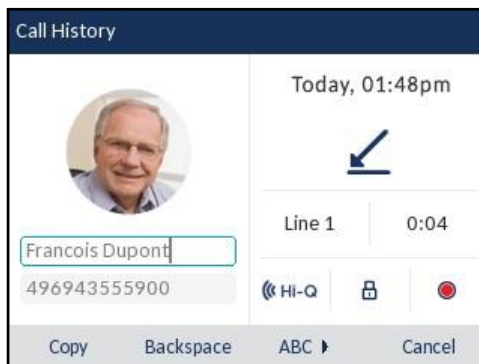 Call History
Today, 01:48pm
Line 1 0:04
Francois Dupont
496943555900
Hi-Q
Copy Backspace ABC Cancel